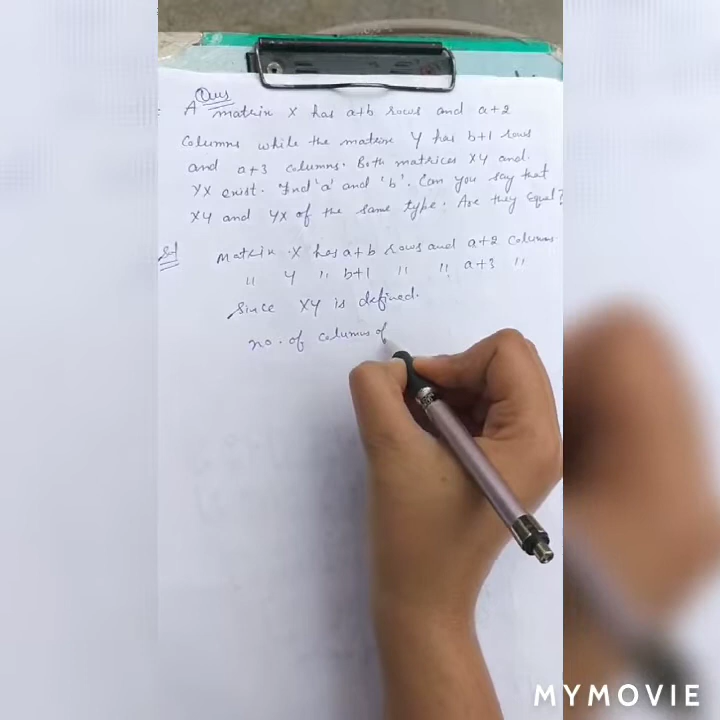 Ques
A matrix X has a+b rows and a+2
Columns while the matrix Y has b+1 rows
and a+3 columns. Both matrices XY and
YX exist. Find 'a' and 'b'. Can you say that
XY and YX of the same type. Are they Equal?
Sol Matrix X has a+b rows and a+2 Columns.
" Y " b+1 " " a+3 "
Since XY is defined.
no. of columns of
MYMOVIE